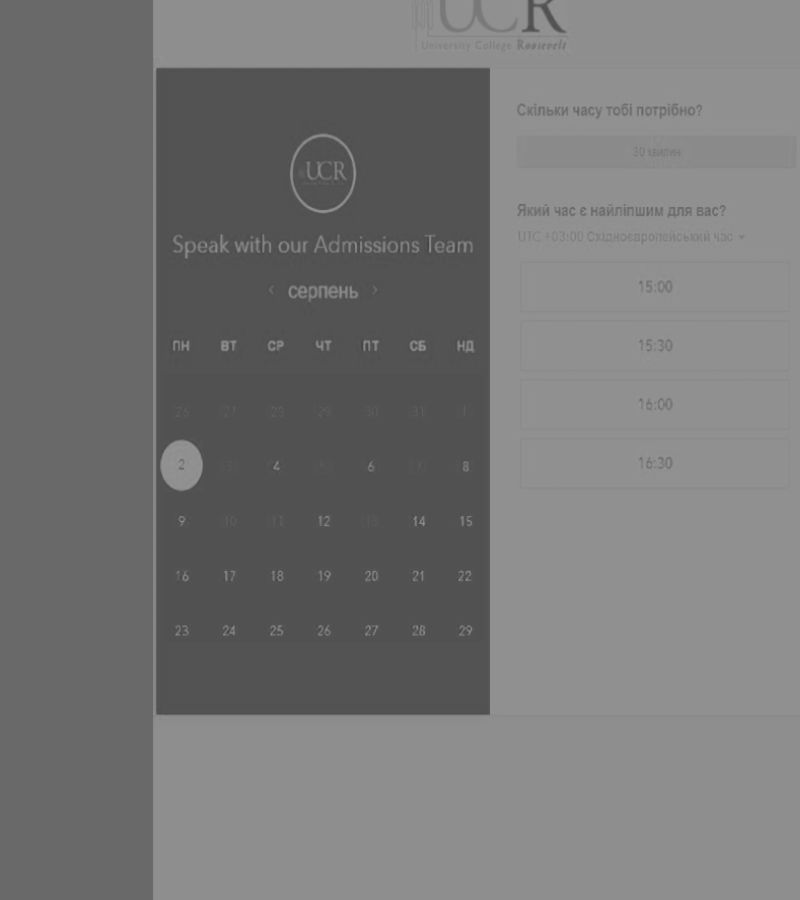 UCR
University College Roosevelt
UCR
Speak with our Admissions Team
‹ серпень ›
ПН ВТ СР ЧТ ПТ СБ НД
26 27 28 29 30 31 1
2 4 6 8
9 10 11 12 13 14 15
16 17 18 19 20 21 22
23 24 25 26 27 28 29
Скільки часу тобі потрібно?
30 хвилин
Який час є найліпшим для вас?
UTC +03:00 Східноєвропейський час
15:00
15:30
16:00
16:30